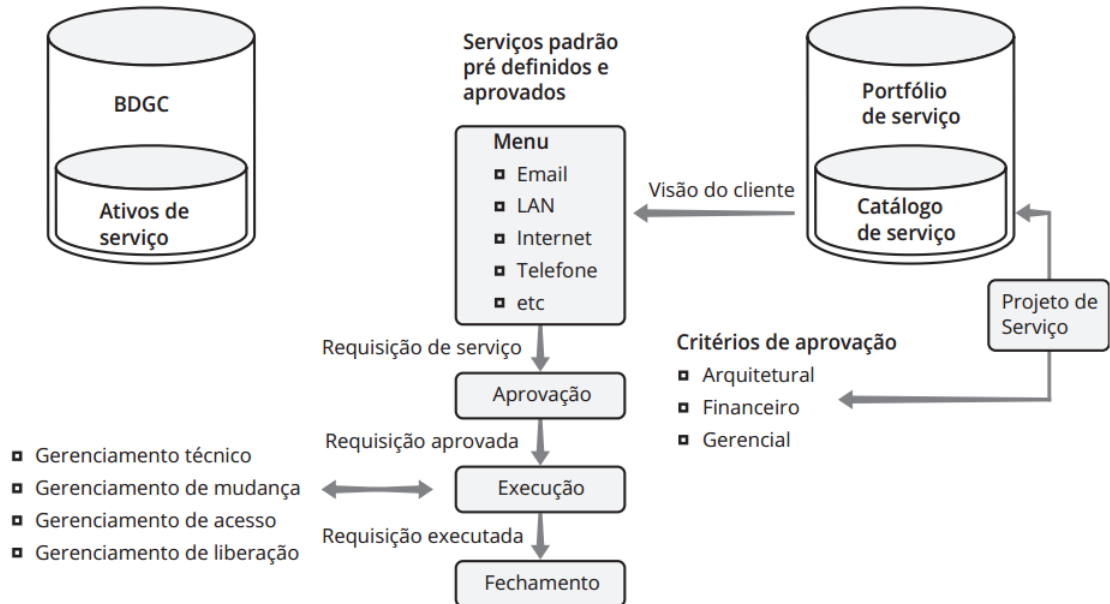 BDGC
Ativos de
serviço
Serviços padrão
pré definidos e
aprovados
Menu
Email
LAN
Internet
Telefone
etc
Visão do cliente
Portfólio
de serviço
Catálogo
de serviço
Projeto de
Serviço
Critérios de aprovação
Arquitetural
Financeiro
Gerencial
Requisição de serviço
Aprovação
Requisição aprovada
Gerenciamento técnico
Gerenciamento de mudança
Gerenciamento de acesso
Gerenciamento de liberação
Execução
Requisição executada
Fechamento